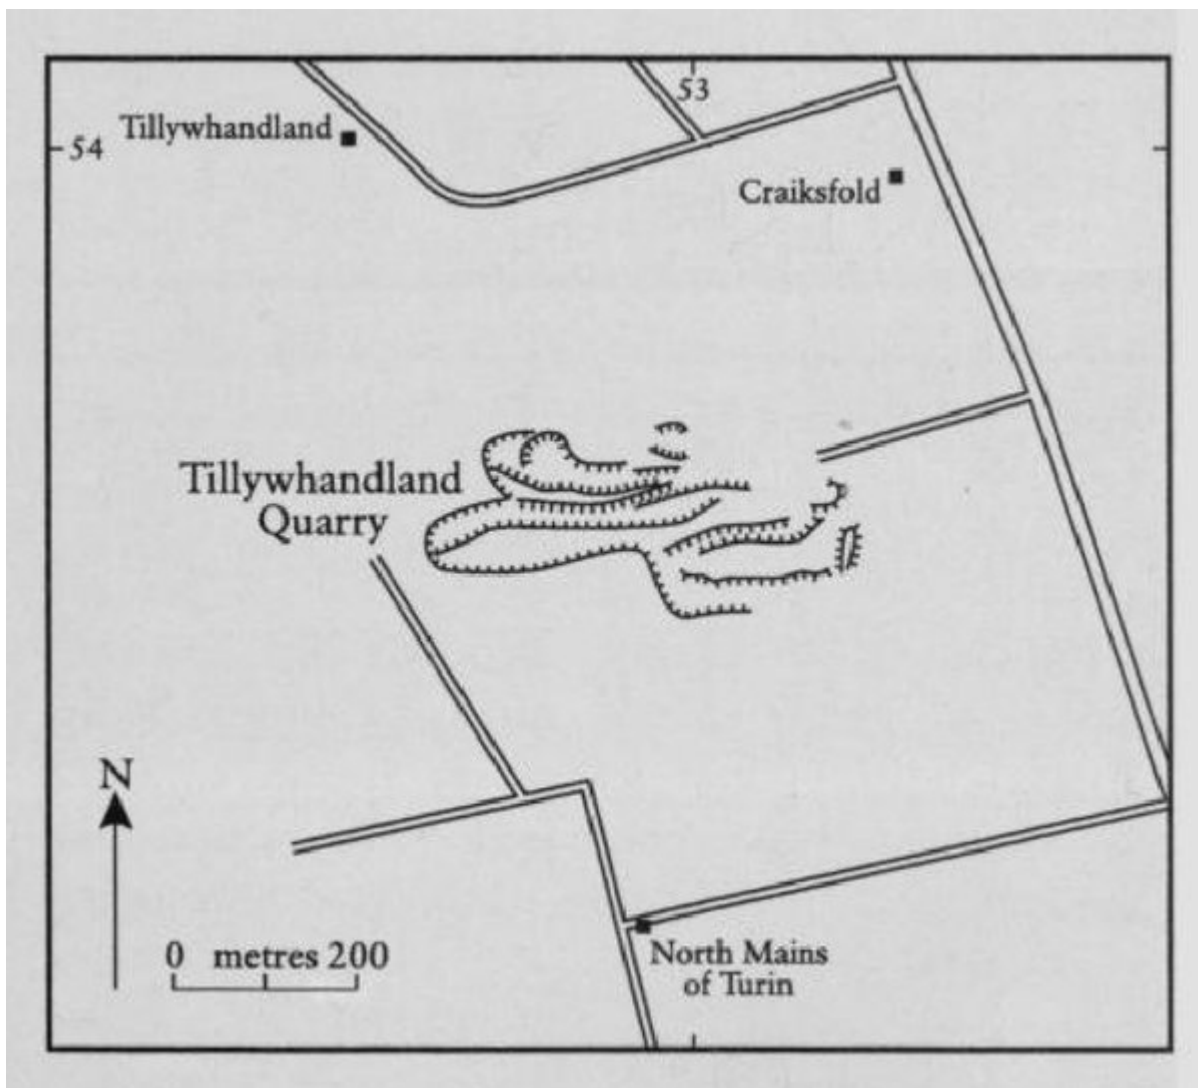 53
Tillywhandland
54
Craiksfold
Tillywhandland
Quarry
N
0 metres 200
North Mains
of Turin